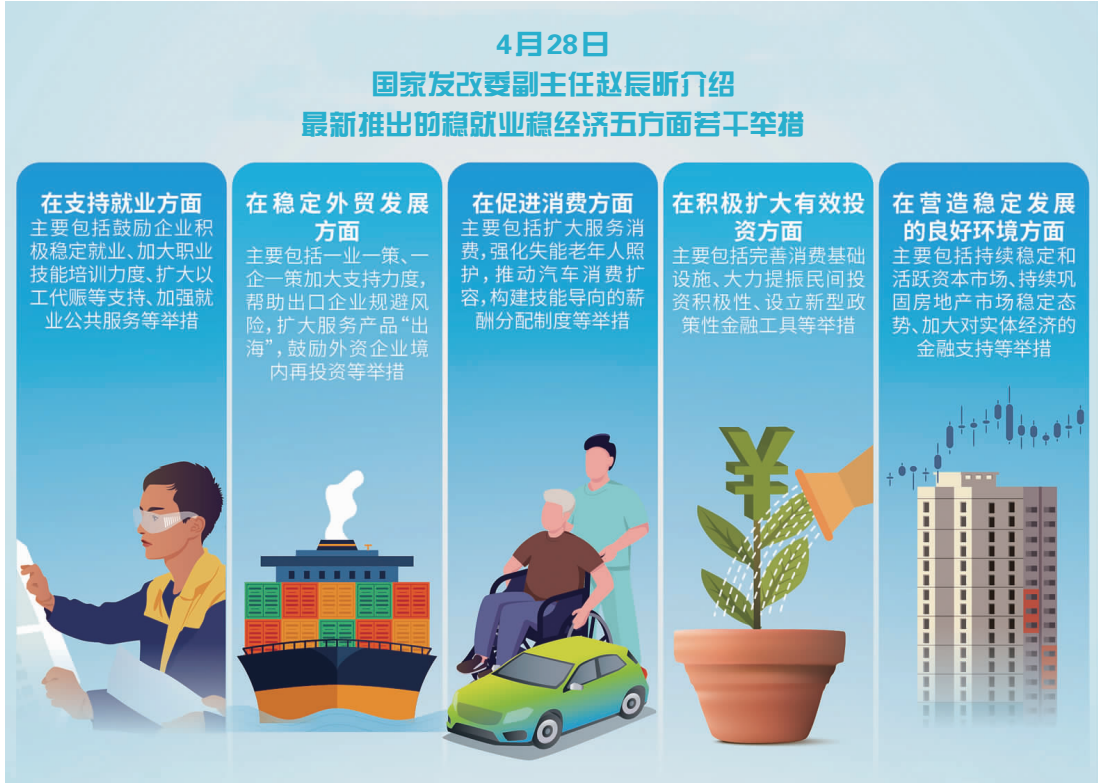 4月28日
国家发改委副主任赵辰昕介绍
最新推出的稳就业稳经济五方面若干举措
在支持就业方面
主要包括鼓励企业积
极稳定就业、加大职业
技能培训力度、扩大以
工代赈等支持、加强就
业公共服务等举措
在稳定外贸发展
方面
主要包括一业一策、一
企一策加大支持力度，
帮助出口企业规避风
险，扩大服务产品“出
海”，鼓励外资企业境
内再投资等举措
在促进消费方面
主要包括扩大服务消
费，强化失能老年人照
护，推动汽车消费扩
容，构建技能导向的薪
酬分配制度等举措
在积极扩大有效投
资方面
主要包括完善消费基础
设施、大力提振民间投
资积极性、设立新型政
策性金融工具等举措
在营造稳定发展
的良好环境方面
主要包括持续稳定和
活跃资本市场、持续巩
固房地产市场稳定态
势、加大对实体经济的
金融支持等举措
¥